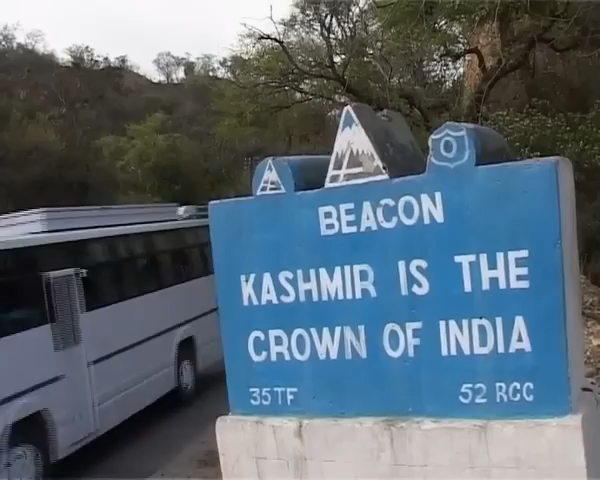 BEACON
KASHMIR IS THE
CROWN OF INDIA
35 TF 52 RCC